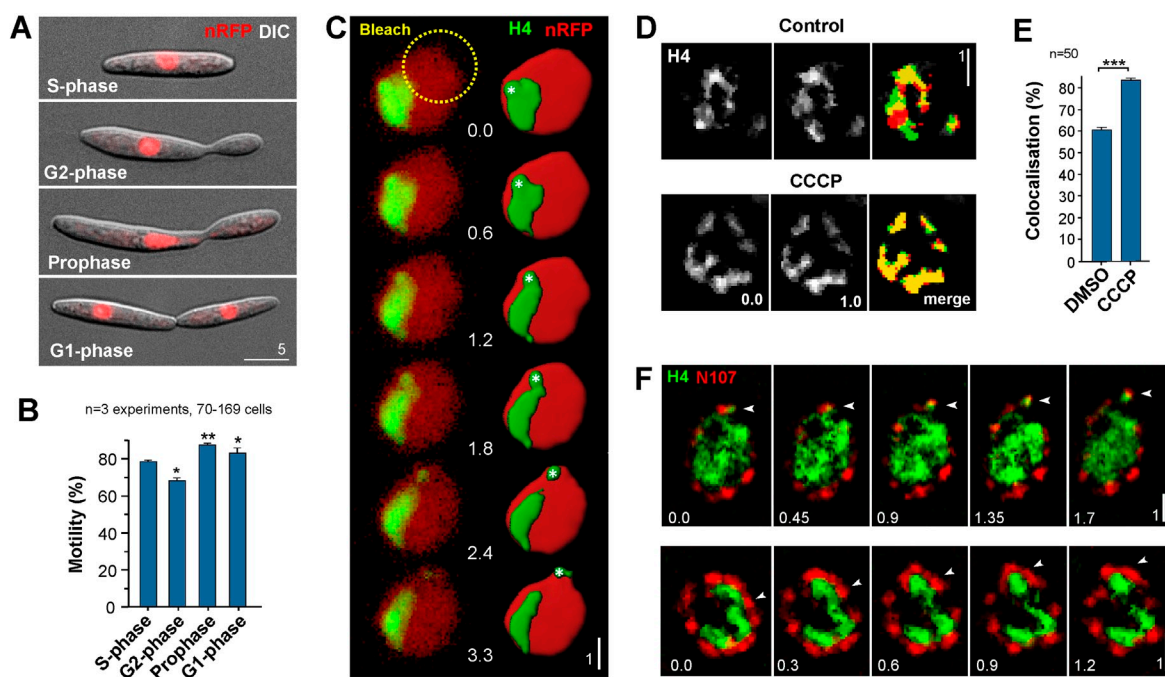 A
nRFP DIC
S-phase
G2-phase
Prophase
G1-phase
5
B
n=3 experiments, 70-169 cells
Motility (%)
80
60
80
20
0
*
**
*
S-phase
G2-phase
Prophase
G1-phase
C
Bleach
H4 nRFP
*
0.0
*
0.6
*
1.2
*
1.8
*
2.4
*
3.3
1
D
Control
H4
1
CCCP
0.0
1.0
merge
E
n=50
***
Colocalisation (%)
80
60
80
60
40
30
20
10
0
DMSO
CCCP
F
H4 N107
0.0
0.45
0.9
1.35
1.7
1
0.0
0.3
0.6
0.9
1.2
1